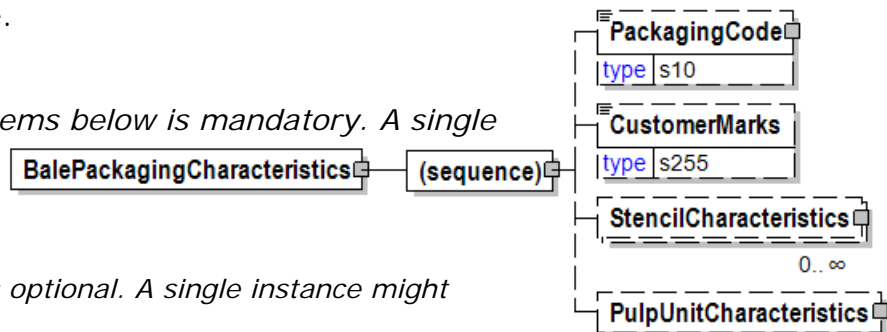 PackagingCode
type s10
ems below is mandatory. A single
CustomerMarks
type s255
BalePackagingCharacteristics
(sequence)
StencilCharacteristics
0.. ∞
optional. A single instance might
PulpUnitCharacteristics